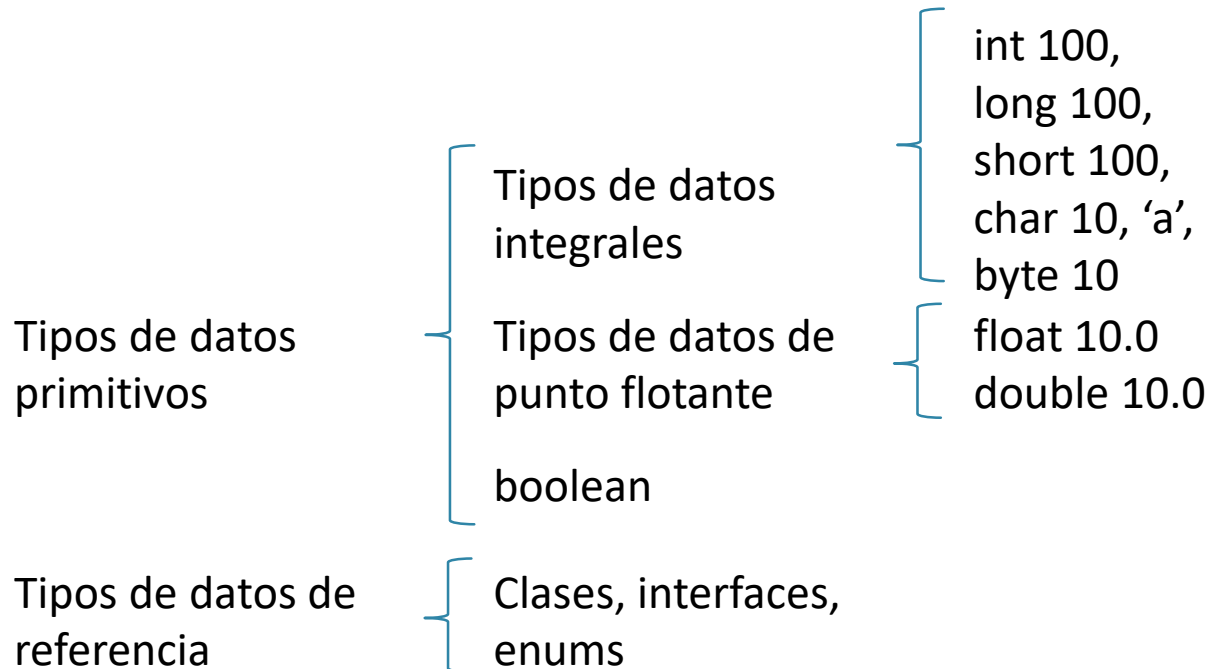 Tipos de datos
primitivos
Tipos de datos
integrales
int 100,
long 100,
short 100,
char 10, ‘a’,
byte 10
Tipos de datos de
punto flotante
float 10.0
double 10.0
boolean
Tipos de datos de
referencia
Clases, interfaces,
enums